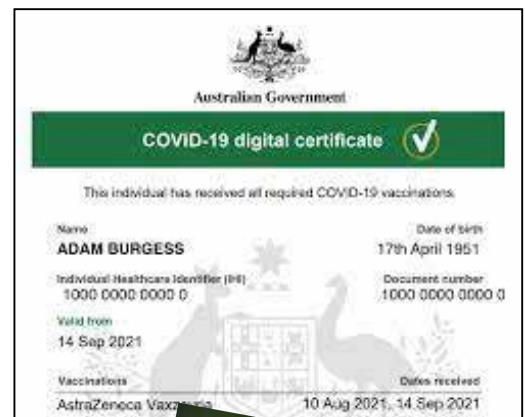 Australian Government
COVID-19 digital certificate
This individual has received all required COVID-19 vaccinations.
Name Date of birth
ADAM BURGESS 17th April 1951
Individual Healthcare Identifier (IHI) Document number
1000 0000 0000 0 1000 0000 0000 0
Valid from
14 Sep 2021
Vaccinations Dates received
AstraZeneca 10 Aug 2021, 14 Sep 2021